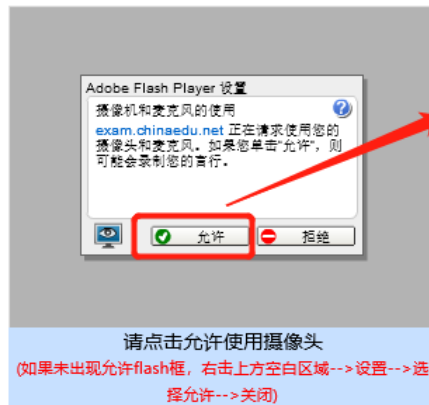 Adobe Flash Player 设置
摄像机和麦克风的使用
exam.chinaedu.net 正在请求使用您的
摄像头和麦克风。如果您单击“允许”，则
可能会录制您的言行。
允许
拒绝
请点击允许使用摄像头
(如果未出现允许flash框，右击上方空白区域-->设置-->选
择允许-->关闭)